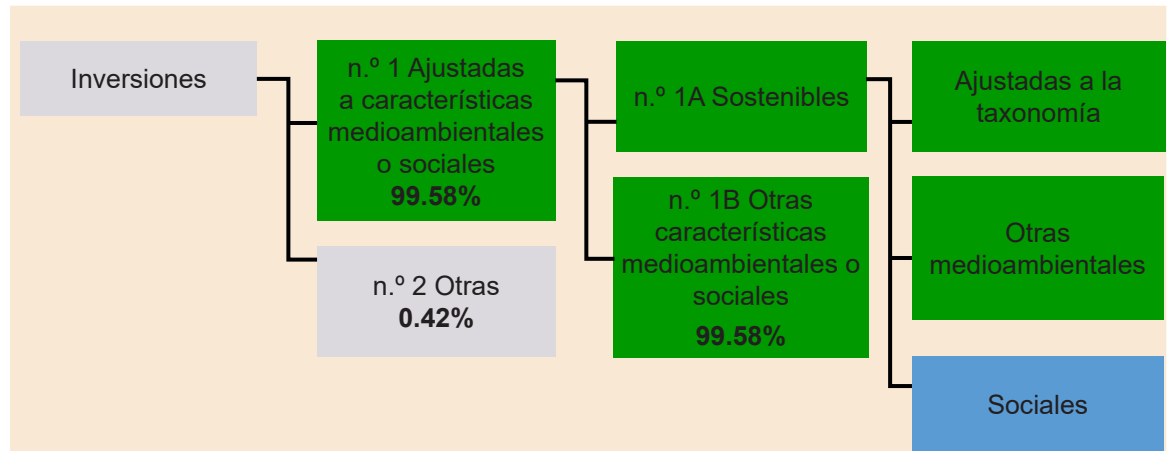 Inversiones
n.º 1 Ajustadas
a características
medioambientales
o sociales
99.58%
n.º 2 Otras
0.42%
n.º 1A Sostenibles
n.º 1B Otras
características
medioambientales o
sociales
99.58%
Ajustadas a la
taxonomía
Otras
medioambientales
Sociales